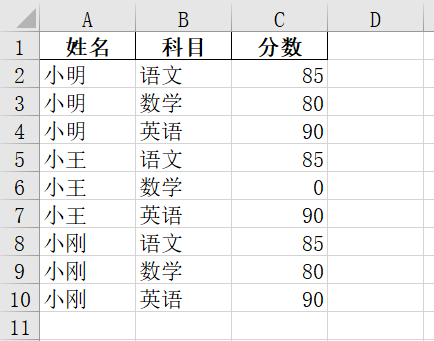 A B C D
1 姓名 科目 分数
2 小明 语文 85
3 小明 数学 80
4 小明 英语 90
5 小王 语文 85
6 小王 数学 0
7 小王 英语 90
8 小刚 语文 85
9 小刚 数学 80
10 小刚 英语 90
11